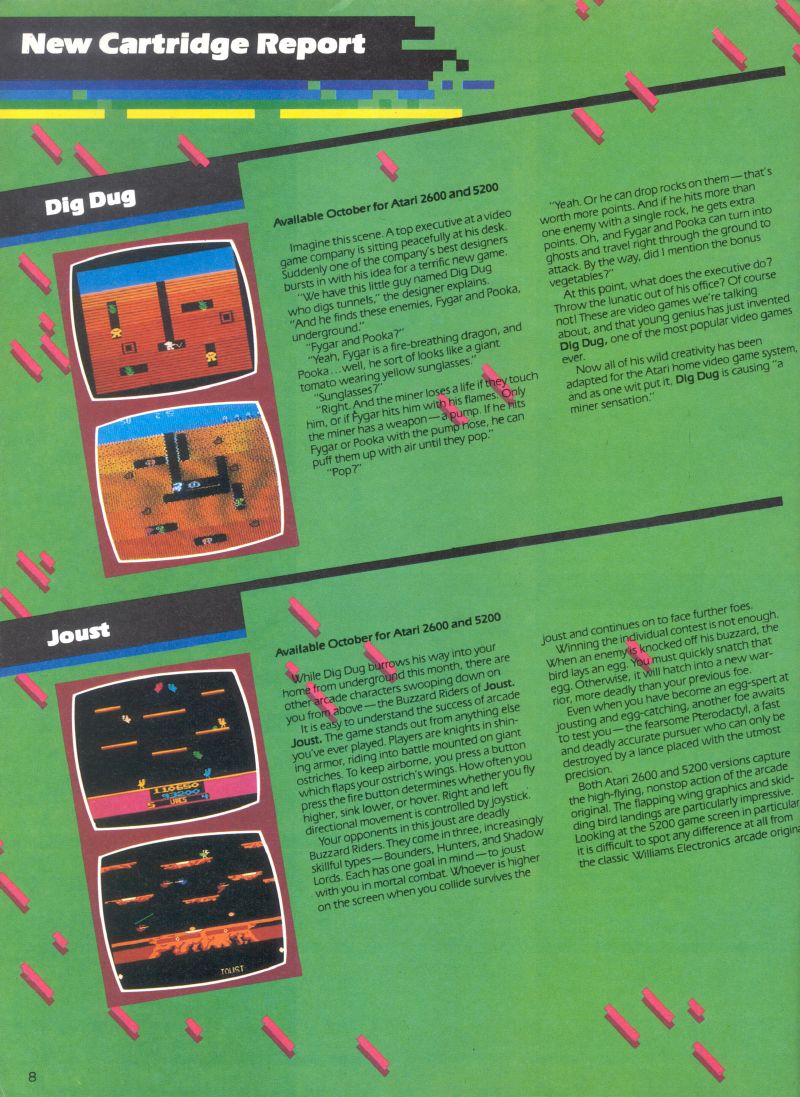 New Cartridge Report
Dig Dug
Available October for Atari 2600 and 5200
Imagine this scene. A top executive at a video
game company is sitting peacefully at his desk.
Suddenly one of the company's best designers
bursts in with his idea for a terrific new game.
"We have this little guy named Dig Dug
who digs tunnels," the designer explains.
"And he finds these enemies, Fygar and Pooka,
underground."
"Fygar and Pooka?"
"Yeah, Fygar is a fire-breathing dragon, and
Pooka...well, he sort of looks like a giant
tomato wearing yellow sunglasses."
"Sunglasses?"
"Right. And the miner loses a life if they touch
him, or if Fygar hits him with his flames. Only
the miner has a weapon—a pump. If he hits
Fygar or Pooka with the pump hose, he can
puff them up with air until they pop."
"Pop?"
"Yeah. Or he can drop rocks on them—that's
worth more points. And if he hits more than
one enemy with a single rock, he gets extra
points. Oh, and Fygar and Pooka can turn into
ghosts and travel right through the ground to
attack. By the way, did I mention the bonus
vegetables?"
At this point, what does the executive do?
Throw the lunatic out of his office? Of course
not! These are video games we're talking
about, and that young genius has just invented
Dig Dug, one of the most popular video games
ever.
Now all of his wild creativity has been
adapted for the Atari home video game system,
and as one wit put it, Dig Dug is causing "a
miner sensation."
Joust
110650
93200
5 LIVES 4
JOUST
Available October for Atari 2600 and 5200
While Dig Dug burrows his way into your
home from underground this month, there are
other arcade characters swooping down on
you from above—the Buzzard Riders of Joust.
It is easy to understand the success of arcade
Joust. The game stands out from anything else
you've ever played. Players are knights in shin-
ing armor, riding into battle mounted on giant
ostriches. To keep airborne, you press a button
which flaps your ostrich's wings. How often you
press the fire button determines whether you fly
higher, sink lower, or hover. Right and left
directional movement is controlled by joystick.
Your opponents in this Joust are deadly
Buzzard Riders. They come in three, increasingly
skillful types—Bounders, Hunters, and Shadow
Lords. Each has one goal in mind—to joust
with you in mortal combat. Whoever is higher
on the screen when you collide survives the
joust and continues on to face further foes.
Winning the individual contest is not enough.
When an enemy is knocked off his buzzard, the
bird lays an egg. You must quickly snatch that
egg. Otherwise, it will hatch into a new war-
rior, more deadly than your previous foe.
Even when you have become an egg-spert at
jousting and egg-catching, another foe awaits
to test you—the fearsome Pterodactyl, a fast
and deadly accurate pursuer who can only be
destroyed by a lance placed with the utmost
precision.
Both Atari 2600 and 5200 versions capture
the high-flying, nonstop action of the arcade
original. The flapping wing graphics and skid-
ding bird landings are particularly impressive.
Looking at the 5200 game screen in particular
it is difficult to spot any difference at all from
the classic Williams Electronics arcade origina
8